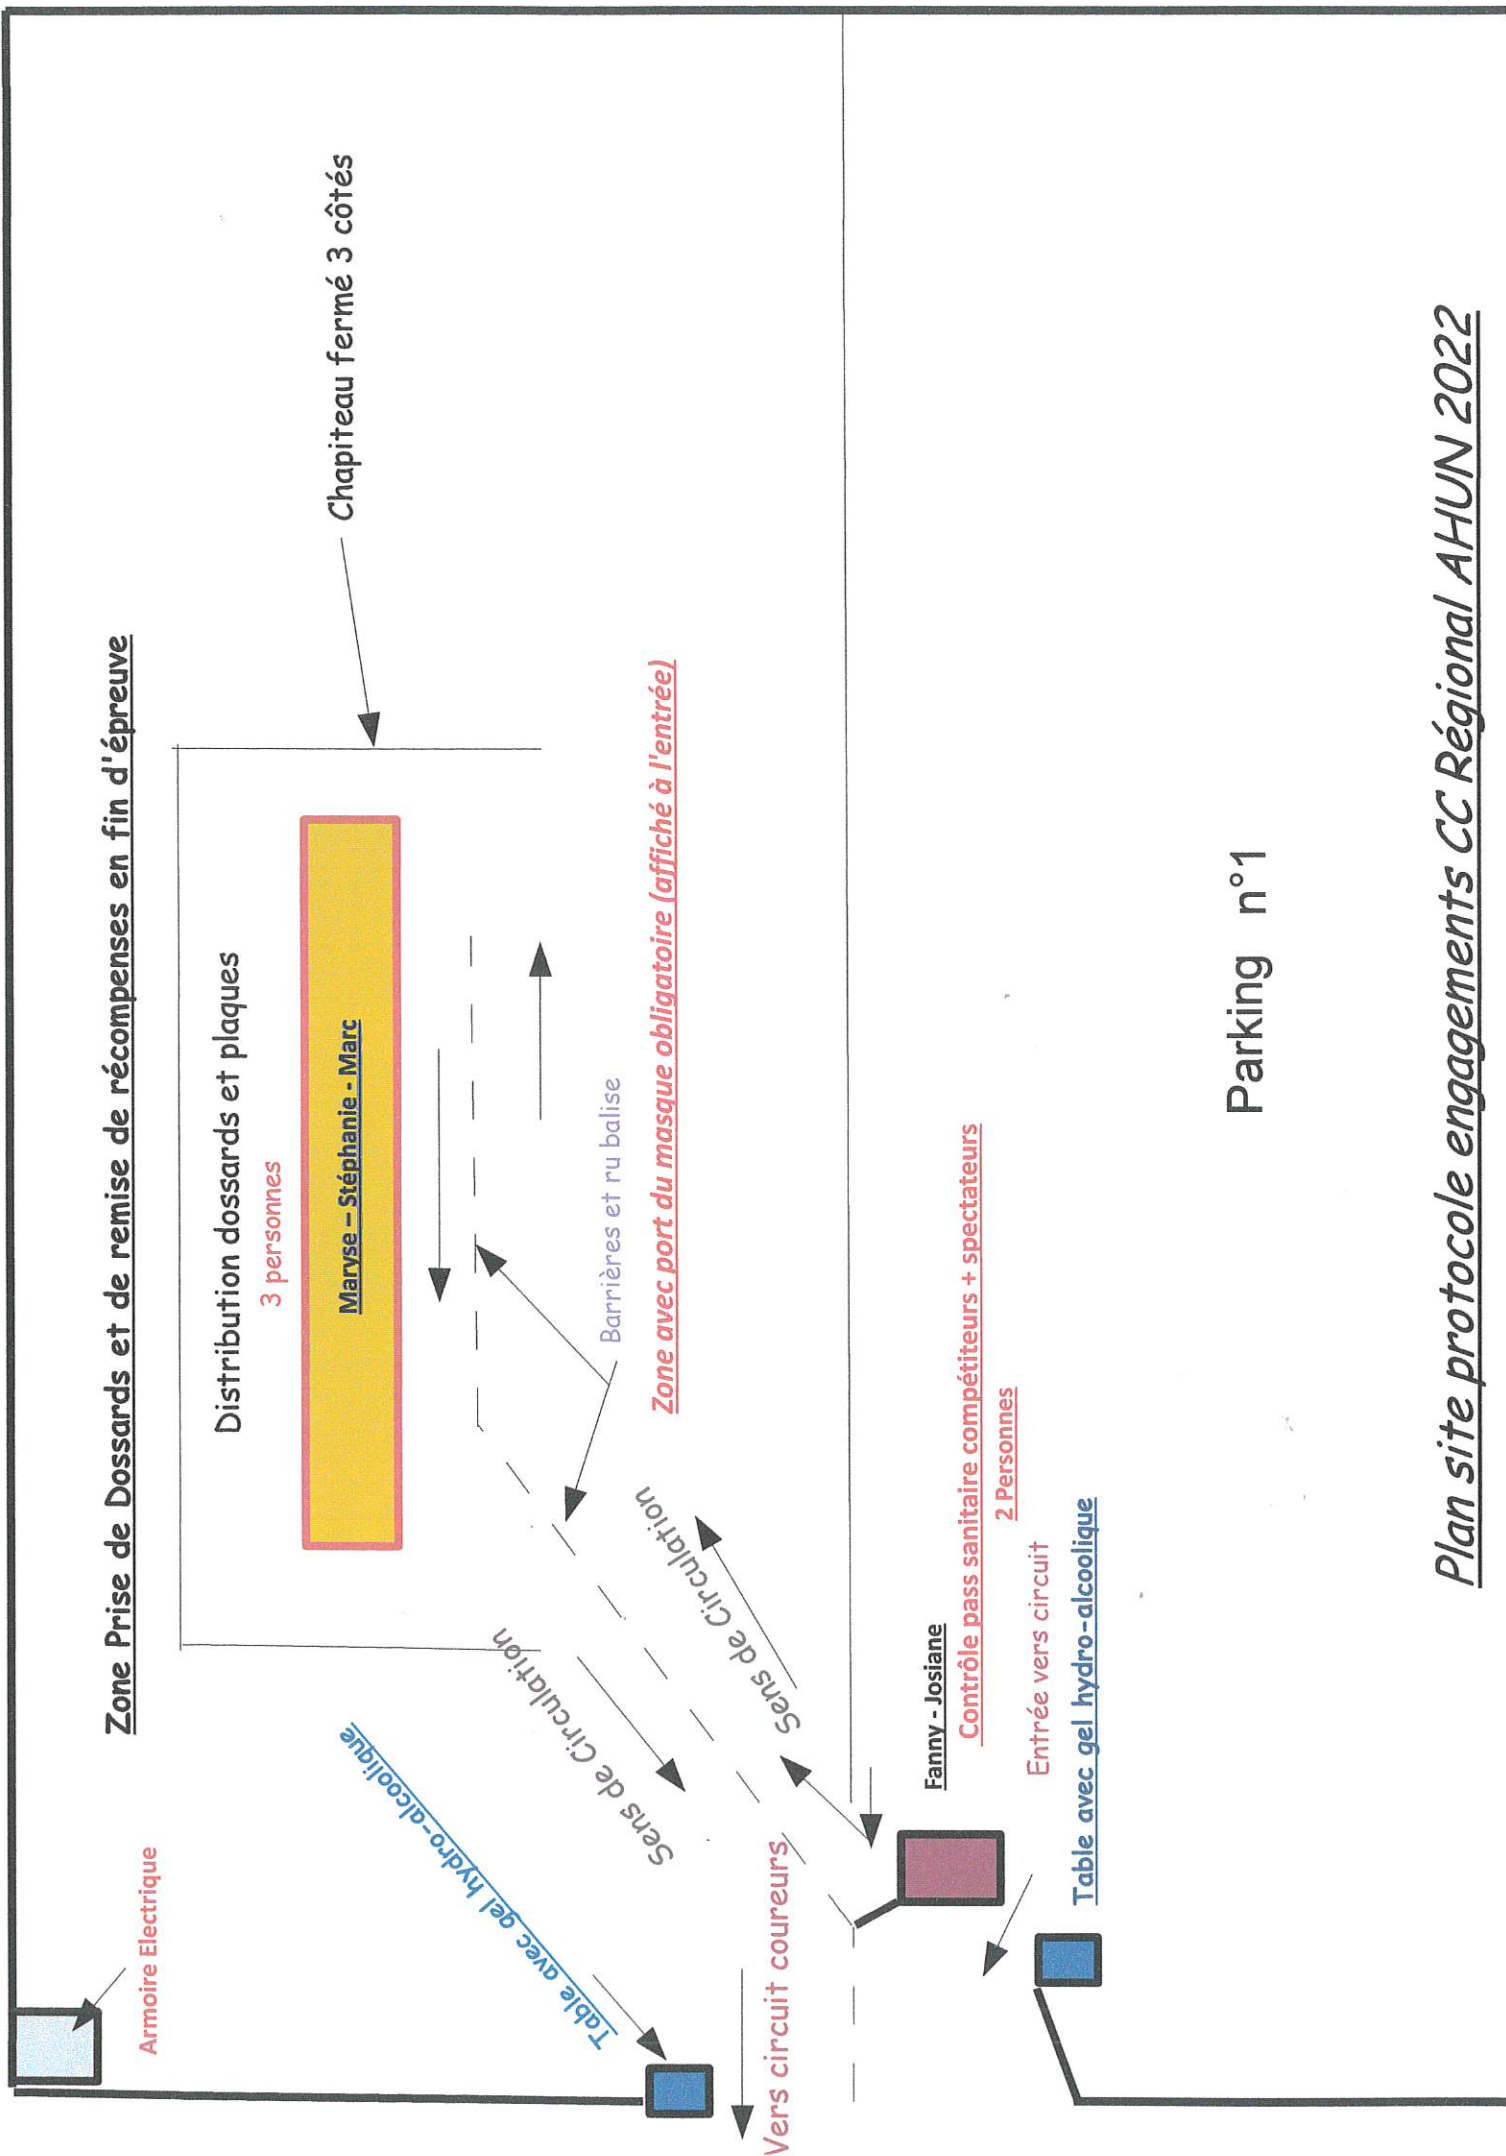 Zone Prise de Dossards et de remise de récompenses en fin d'épreuve
Armoire Electrique
Distribution dossards et plaques
3 personnes
Chapiteau fermé 3 côtés
Maryse – Stéphanie - Marc
Table avec gel hydro-alcoolique
Sens de Circulation
Barrières et ru balise
Zone avec port du masque obligatoire (affiché à l'entrée)
Sens de Circulation
Vers circuit coureurs
Fanny - Josiane
Contrôle pass sanitaire compétiteurs + spectateurs
2 Personnes
Entrée vers circuit
Table avec gel hydro-alcoolique
Parking n°1
Plan site protocole engagements CC Régional AHUN 2022